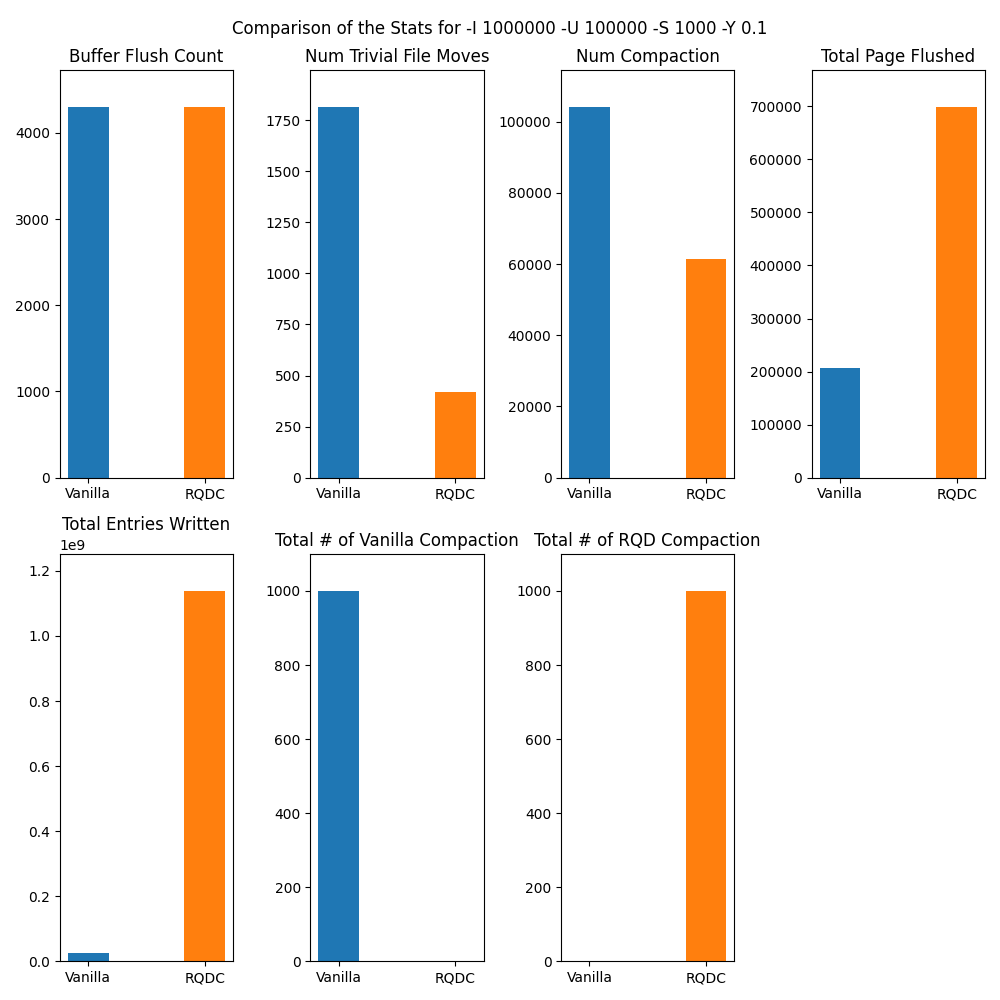 Comparison of the Stats for -I 1000000 -U 100000 -S 1000 -Y 0.1
Buffer Flush Count
4000
3000
2000
1000
0
Vanilla RQDC
Num Trivial File Moves
1750
1500
1250
1000
750
500
250
0
Vanilla RQDC
Num Compaction
100000
80000
60000
40000
20000
0
Vanilla RQDC
Total Page Flushed
700000
600000
500000
400000
300000
200000
100000
0
Vanilla RQDC
Total Entries Written
1e9
1.2
1.0
0.8
0.6
0.4
0.2
0.0
Vanilla RQDC
Total # of Vanilla Compaction
1000
800
600
400
200
0
Vanilla RQDC
Total # of RQD Compaction
1000
800
600
400
200
0
Vanilla RQDC